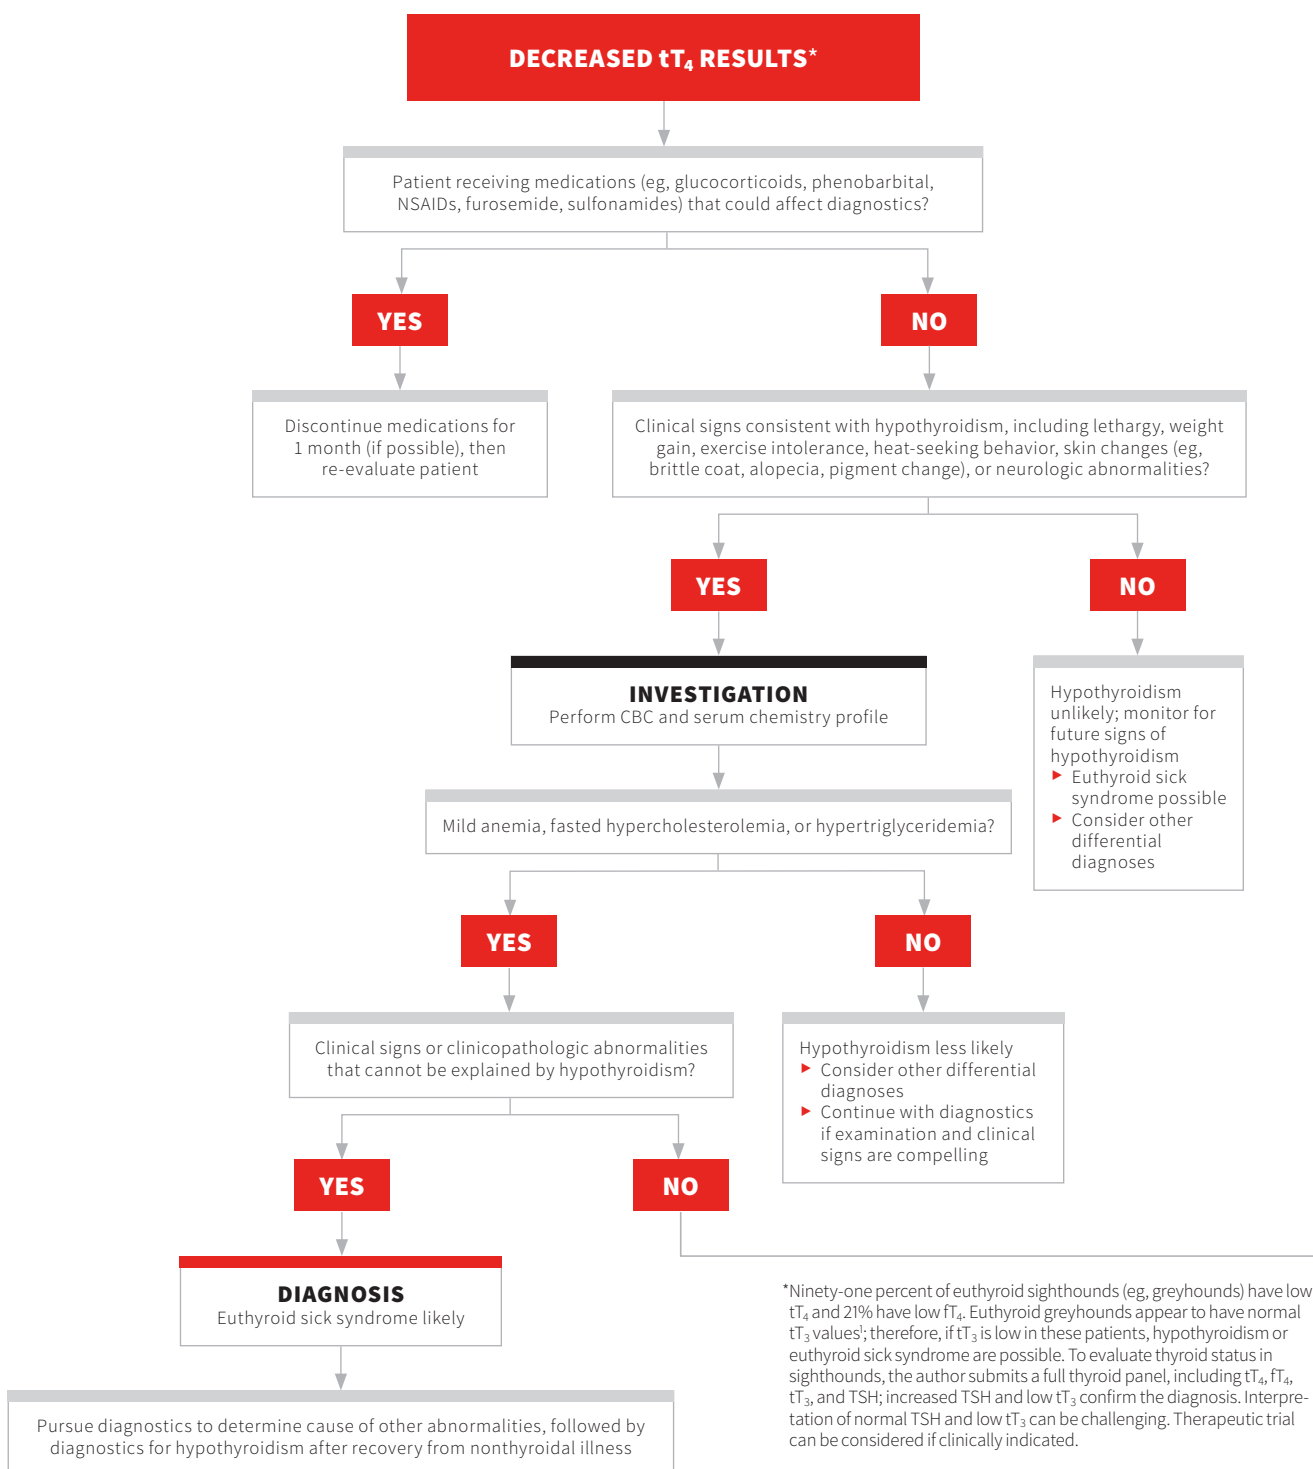 DECREASED tT₄ RESULTS*
Patient receiving medications (eg, glucocorticoids, phenobarbital,
NSAIDs, furosemide, sulfonamides) that could affect diagnostics?
YES
NO
Discontinue medications for
1 month (if possible), then
re-evaluate patient
Clinical signs consistent with hypothyroidism, including lethargy, weight
gain, exercise intolerance, heat-seeking behavior, skin changes (eg,
brittle coat, alopecia, pigment change), or neurologic abnormalities?
YES
NO
INVESTIGATION
Perform CBC and serum chemistry profile
Hypothyroidism
unlikely; monitor for
future signs of
hypothyroidism
▶ Euthyroid sick
syndrome possible
▶ Consider other
differential
diagnoses
Mild anemia, fasted hypercholesterolemia, or hypertriglyceridemia?
YES
NO
Clinical signs or clinicopathologic abnormalities
that cannot be explained by hypothyroidism?
Hypothyroidism less likely
▶ Consider other differential
diagnoses
▶ Continue with diagnostics
if examination and clinical
signs are compelling
YES
NO
DIAGNOSIS
Euthyroid sick syndrome likely
Pursue diagnostics to determine cause of other abnormalities, followed by
diagnostics for hypothyroidism after recovery from nonthyroidal illness
*Ninety-one percent of euthyroid sighthounds (eg, greyhounds) have low
tT₄ and 21% have low fT₄. Euthyroid greyhounds appear to have normal
tT₃ values¹; therefore, if tT₃ is low in these patients, hypothyroidism or
euthyroid sick syndrome are possible. To evaluate thyroid status in
sighthounds, the author submits a full thyroid panel, including tT₄, fT₄,
tT₃, and TSH; increased TSH and low tT₃ confirm the diagnosis. Interpre-
tation of normal TSH and low tT₃ can be challenging. Therapeutic trial
can be considered if clinically indicated.